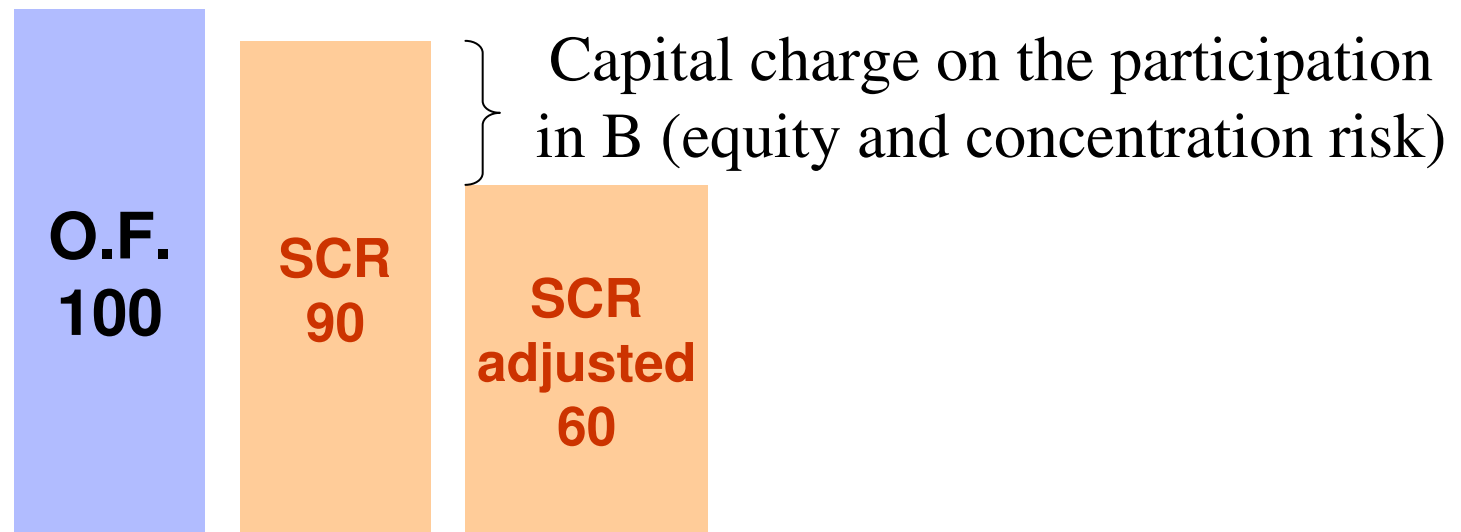 O.F.
100
SCR
90
SCR
adjusted
60
Capital charge on the participation
in B (equity and concentration risk)